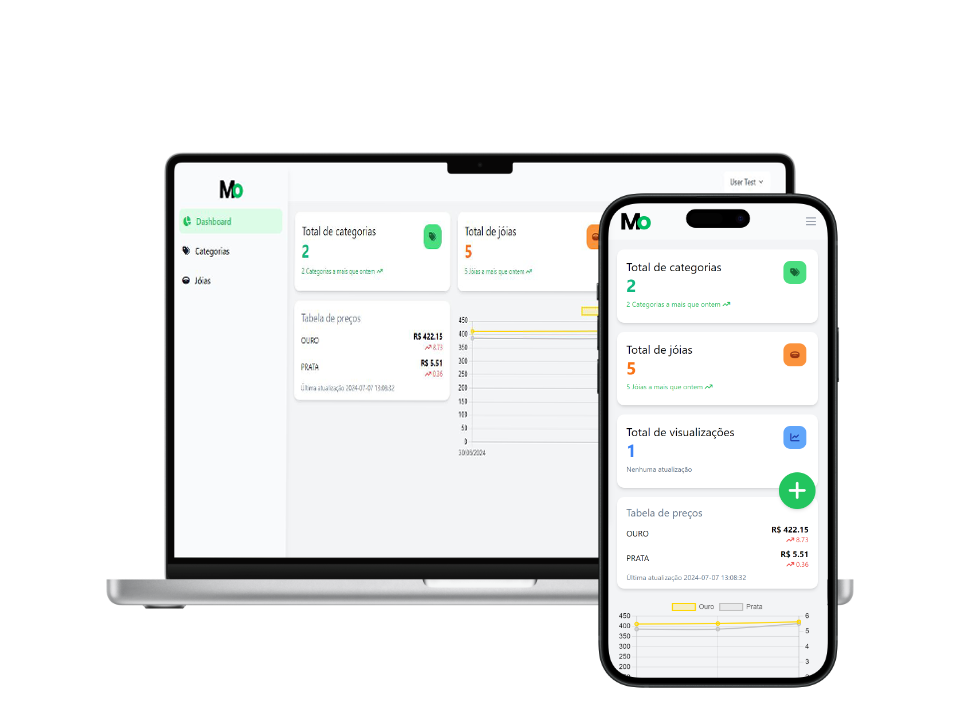 Mo
User Test
Dashboard
Categorias
Jóias
Total de categorias
2
2 Categorias a mais que ontem
Total de jóias
5
5 Jóias a mais que ontem
Tabela de preços
OURO
R$ 422.15
8.73
PRATA
R$ 5.51
0.36
Última atualização 2024-07-07 13:08:32
450
400
350
300
250
200
150
100
50
0
30/06/2024
Mo
Total de categorias
2
2 Categorias a mais que ontem
Total de jóias
5
5 Jóias a mais que ontem
Total de visualizações
1
Nenhuma atualização
Tabela de preços
OURO
R$ 422.15
8.73
PRATA
R$ 5.51
0.36
Última atualização 2024-07-07 13:08:32
Ouro Prata
450 6
400
350 5
300 4
250
200 3